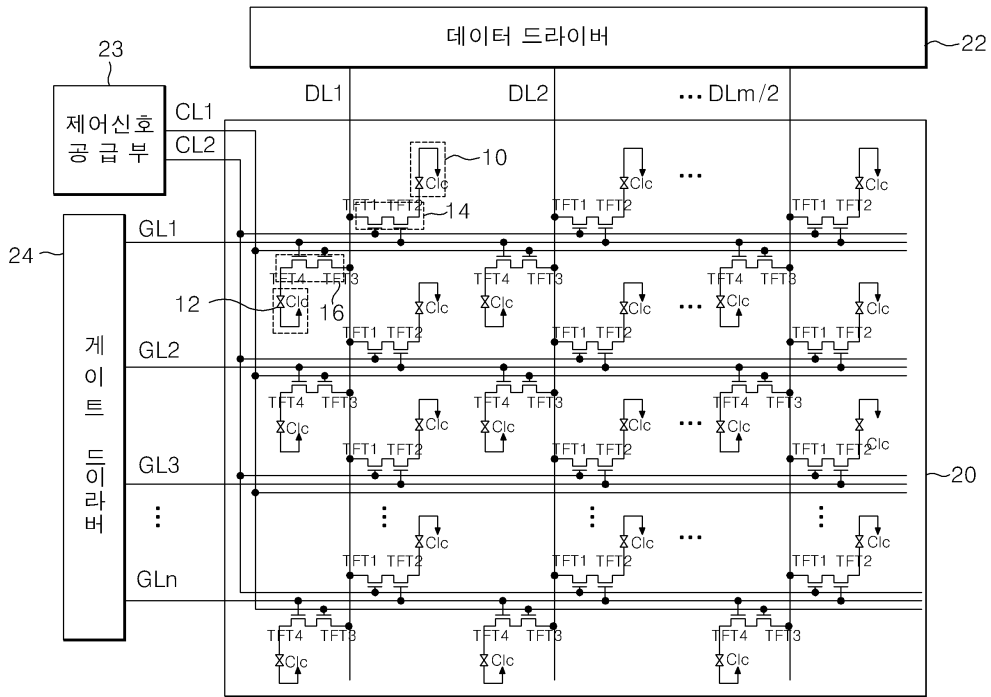 데이터 드라이버
22
23
제어신호
공급부
CL1
CL2
DL1
DL2
··· DLm/2
Clc
10
Clc
···
Clc
TFT1 TFT2
14
TFT1 TFT2
TFT1 TFT2
24
GL1
TFT4 TFT3
TFT4 TFT3
TFT4 TFT3
12
Clc
16
Clc
Clc
Clc
Clc
···
Clc
TFT1 TFT2
TFT1 TFT2
TFT1 TFT2
게이트 드라이버
GL2
TFT4 TFT3
TFT4 TFT3
TFT4 TFT3
Clc
Clc
Clc
Clc
Clc
···
Clc
TFT1 TFT2
TFT1 TFT2
TFT1 TFT2
GL3
20
⋮
⋮
⋮
⋮
Clc
Clc
···
Clc
TFT1 TFT2
TFT1 TFT2
TFT1 TFT2
GLn
TFT4 TFT3
TFT4 TFT3
TFT4 TFT3
Clc
Clc
Clc